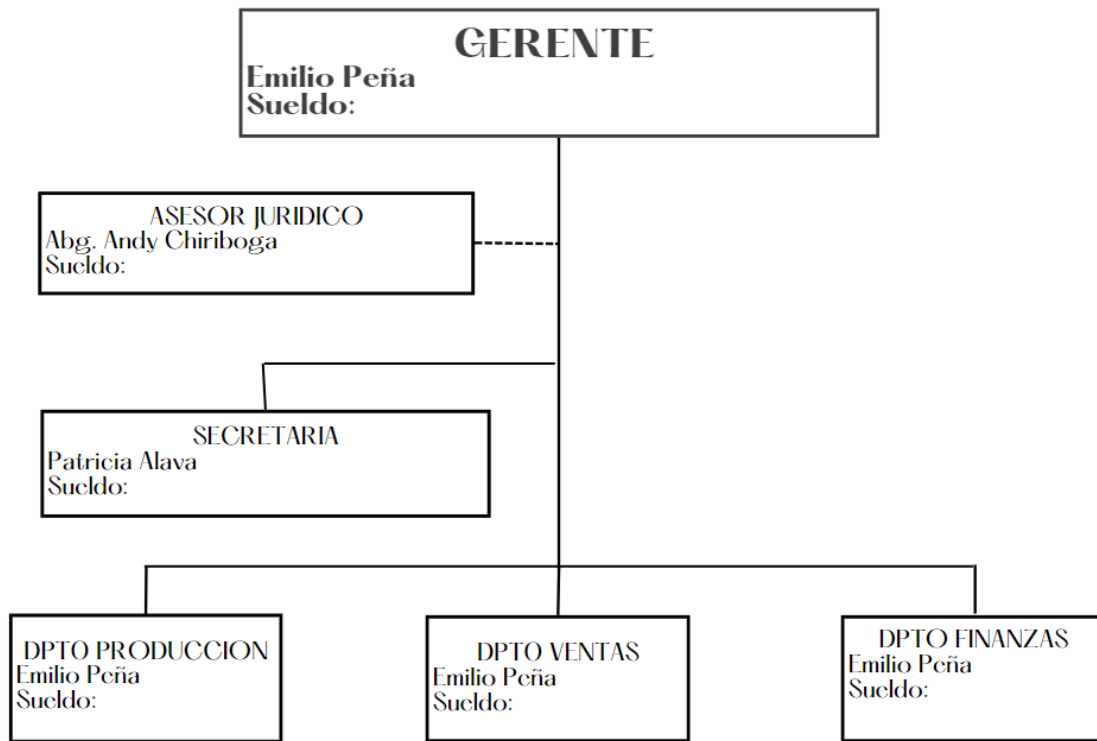 GERENTE
Emilio Peña
Sueldo:
ASESOR JURIDICO
Abg. Andy Chiriboga
Sueldo:
SECRETARIA
Patricia Alava
Sueldo:
DPTO PRODUCCION
Emilio Peña
Sueldo:
DPTO VENTAS
Emilio Peña
Sueldo:
DPTO FINANZAS
Emilio Peña
Sueldo: